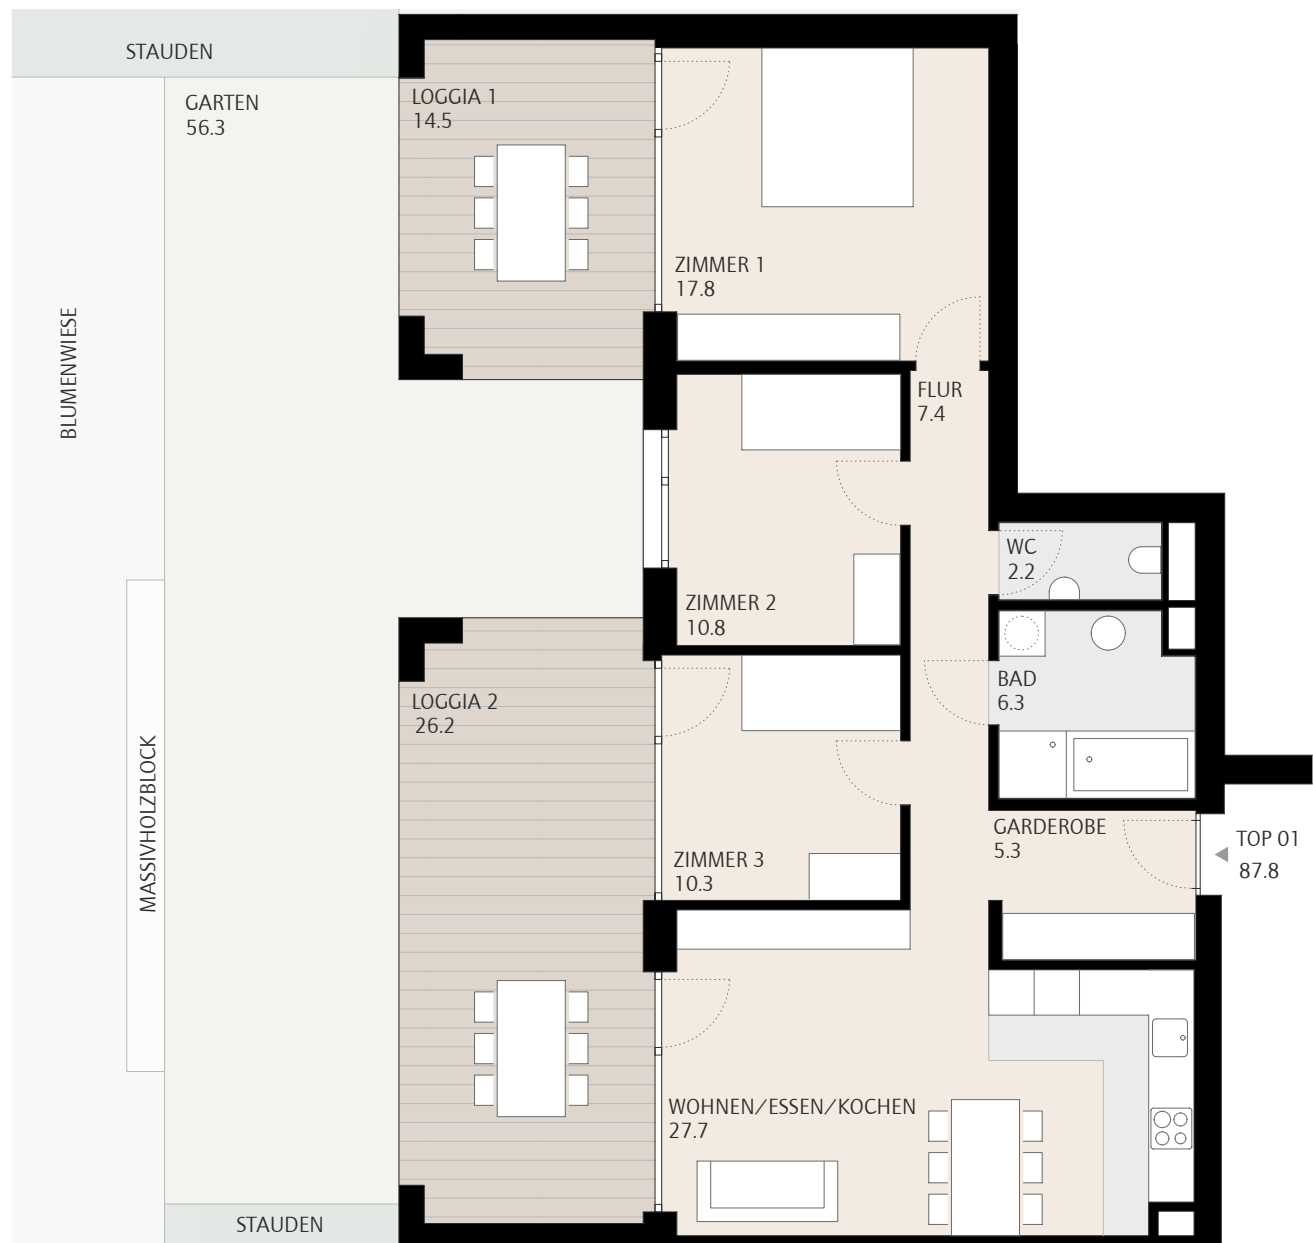 STAUDEN
GARTEN
56.3
LOGGIA 1
14.5
ZIMMER 1
17.8
BLUMENWIESE
FLUR
7.4
WC
2.2
ZIMMER 2
10.8
BAD
6.3
LOGGIA 2
26.2
MASSIVHOLZBLOCK
GARDEROBE
5.3
TOP 01
87.8
ZIMMER 3
10.3
WOHNEN/ESSEN/KOCHEN
27.7
STAUDEN